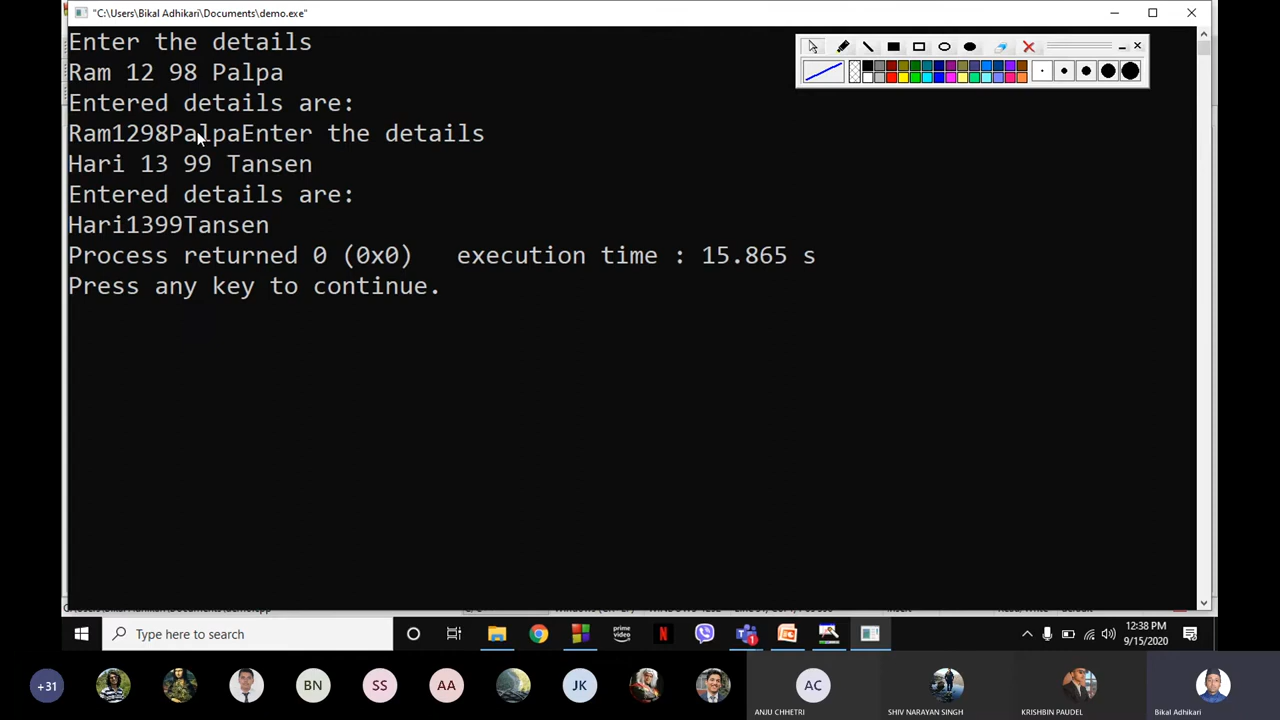 "C:\Users\Bikal Adhikari\Documents\demo.exe"
Enter the details
Ram 12 98 Palpa
Entered details are:
Ram1298PalpaEnter the details
Hari 13 99 Tansen
Entered details are:
Hari1399Tansen
Process returned 0 (0x0)   execution time : 15.865 s
Press any key to continue.
Type here to search
prime video
N
1
12:38 PM
9/15/2020
+31
BN
SS
AA
JK
AC
ANJU CHHETRI
SHIV NARAYAN SINGH
KRISHBIN PAUDEL
Bikal Adhikari